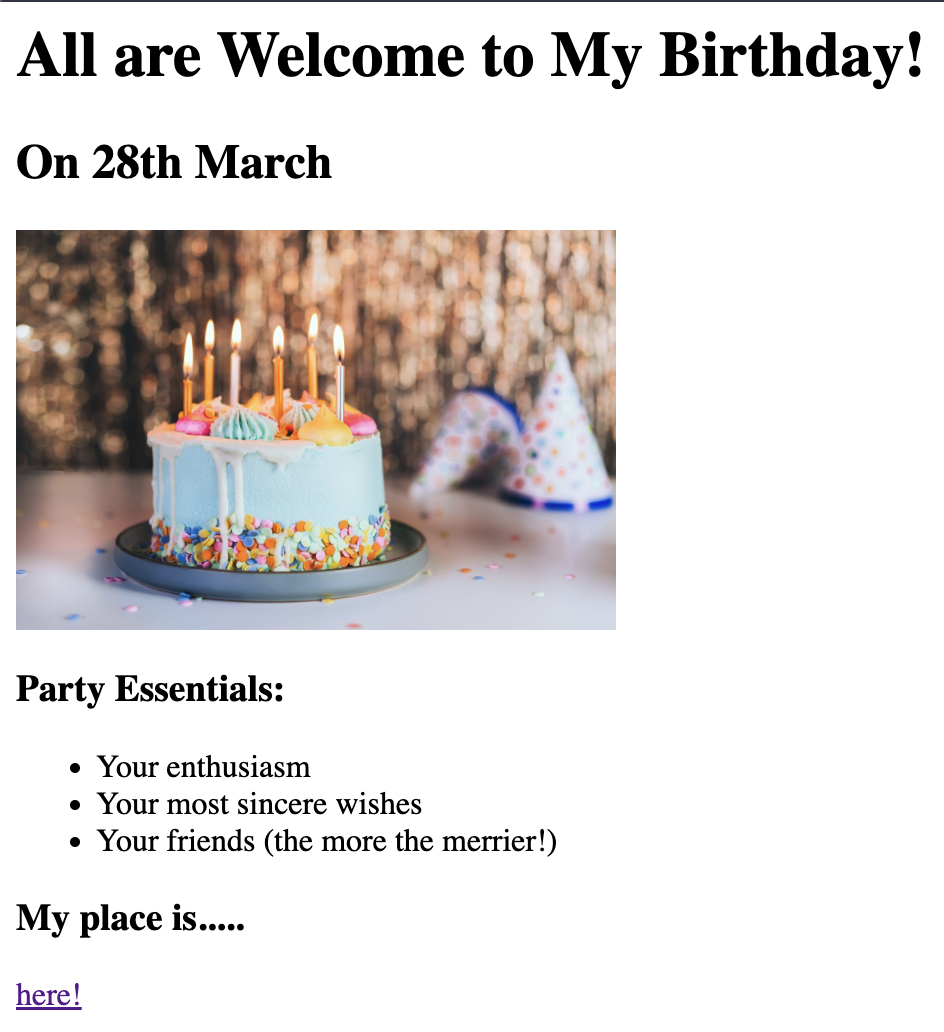 All are Welcome to My Birthday!
On 28th March
Party Essentials:
• Your enthusiasm
• Your most sincere wishes
• Your friends (the more the merrier!)
My place is.....
here!